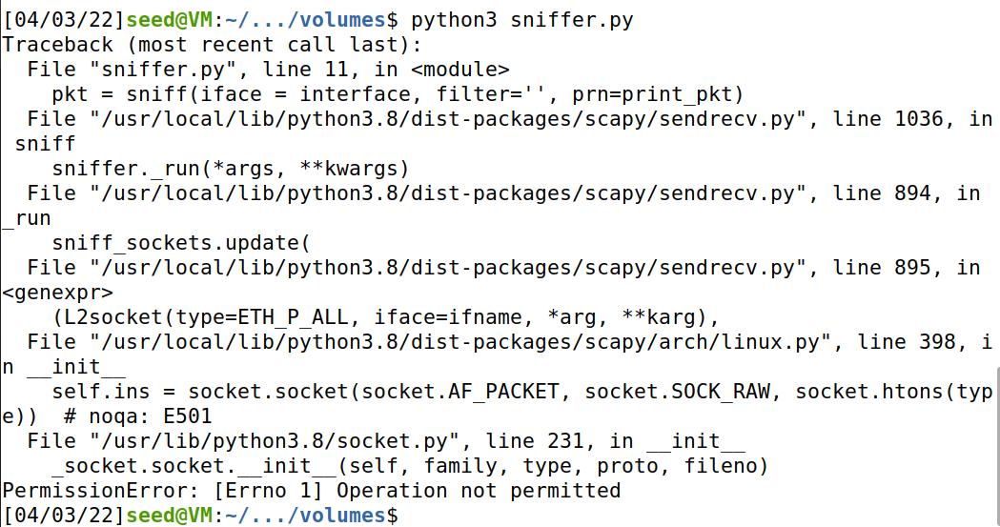 [04/03/22]seed@VM:~/.../volumes$ python3 sniffer.py
Traceback (most recent call last):
  File "sniffer.py", line 11, in <module>
    pkt = sniff(iface = interface, filter='', prn=print_pkt)
  File "/usr/local/lib/python3.8/dist-packages/scapy/sendrecv.py", line 1036, in
 sniff
    sniffer._run(*args, **kwargs)
  File "/usr/local/lib/python3.8/dist-packages/scapy/sendrecv.py", line 894, in
_run
    sniff_sockets.update(
  File "/usr/local/lib/python3.8/dist-packages/scapy/sendrecv.py", line 895, in
<genexpr>
    (L2socket(type=ETH_P_ALL, iface=ifname, *arg, **karg),
  File "/usr/local/lib/python3.8/dist-packages/scapy/arch/linux.py", line 398, i
n __init__
    self.ins = socket.socket(socket.AF_PACKET, socket.SOCK_RAW, socket.htons(typ
e))  # noqa: E501
  File "/usr/lib/python3.8/socket.py", line 231, in __init__
    _socket.socket.__init__(self, family, type, proto, fileno)
PermissionError: [Errno 1] Operation not permitted
[04/03/22]seed@VM:~/.../volumes$